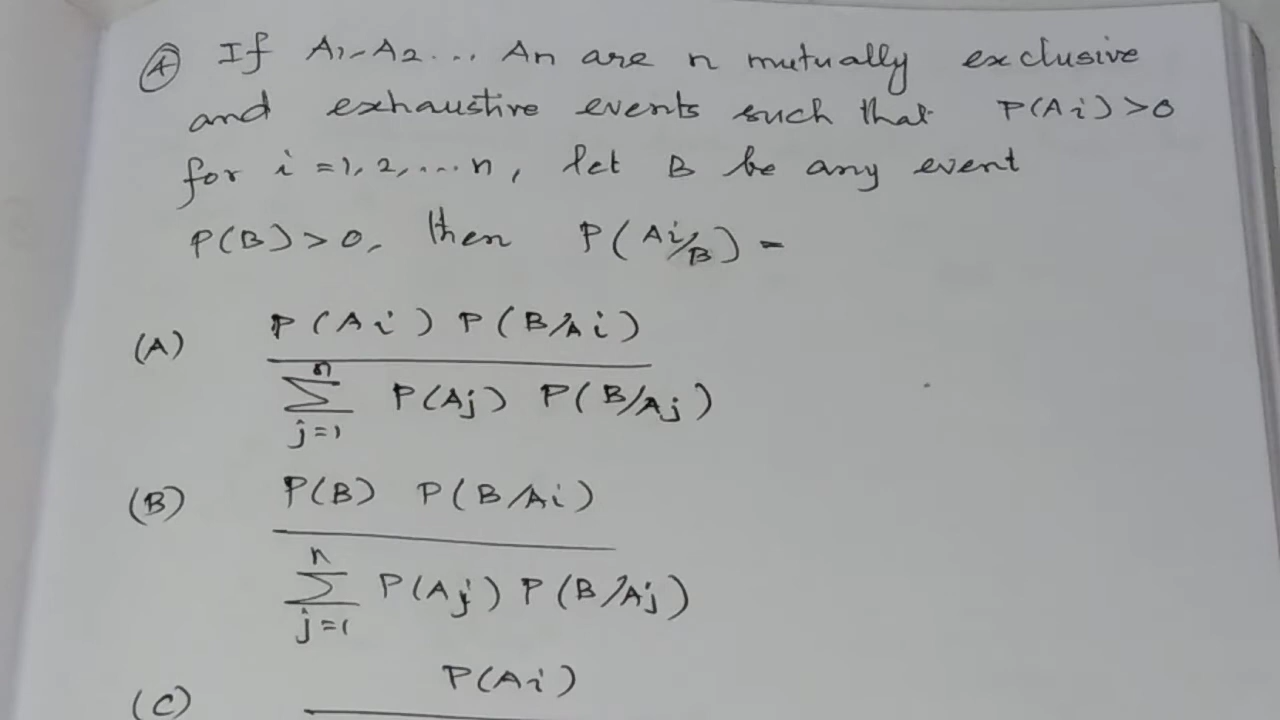 ④ If A1, A2... An are n mutually exclusive
and exhaustive events such that P(Ai)>0
for i =1, 2, ... n, let B be any event
P(B)>0, then P(Ai/B) =
(A) P(Ai) P(B/Ai)
n
Σ P(Aj) P(B/Aj)
j=1
(B) P(B) P(B/Ai)
n
Σ P(Aj) P(B/Aj)
j=1
(C) P(Ai)